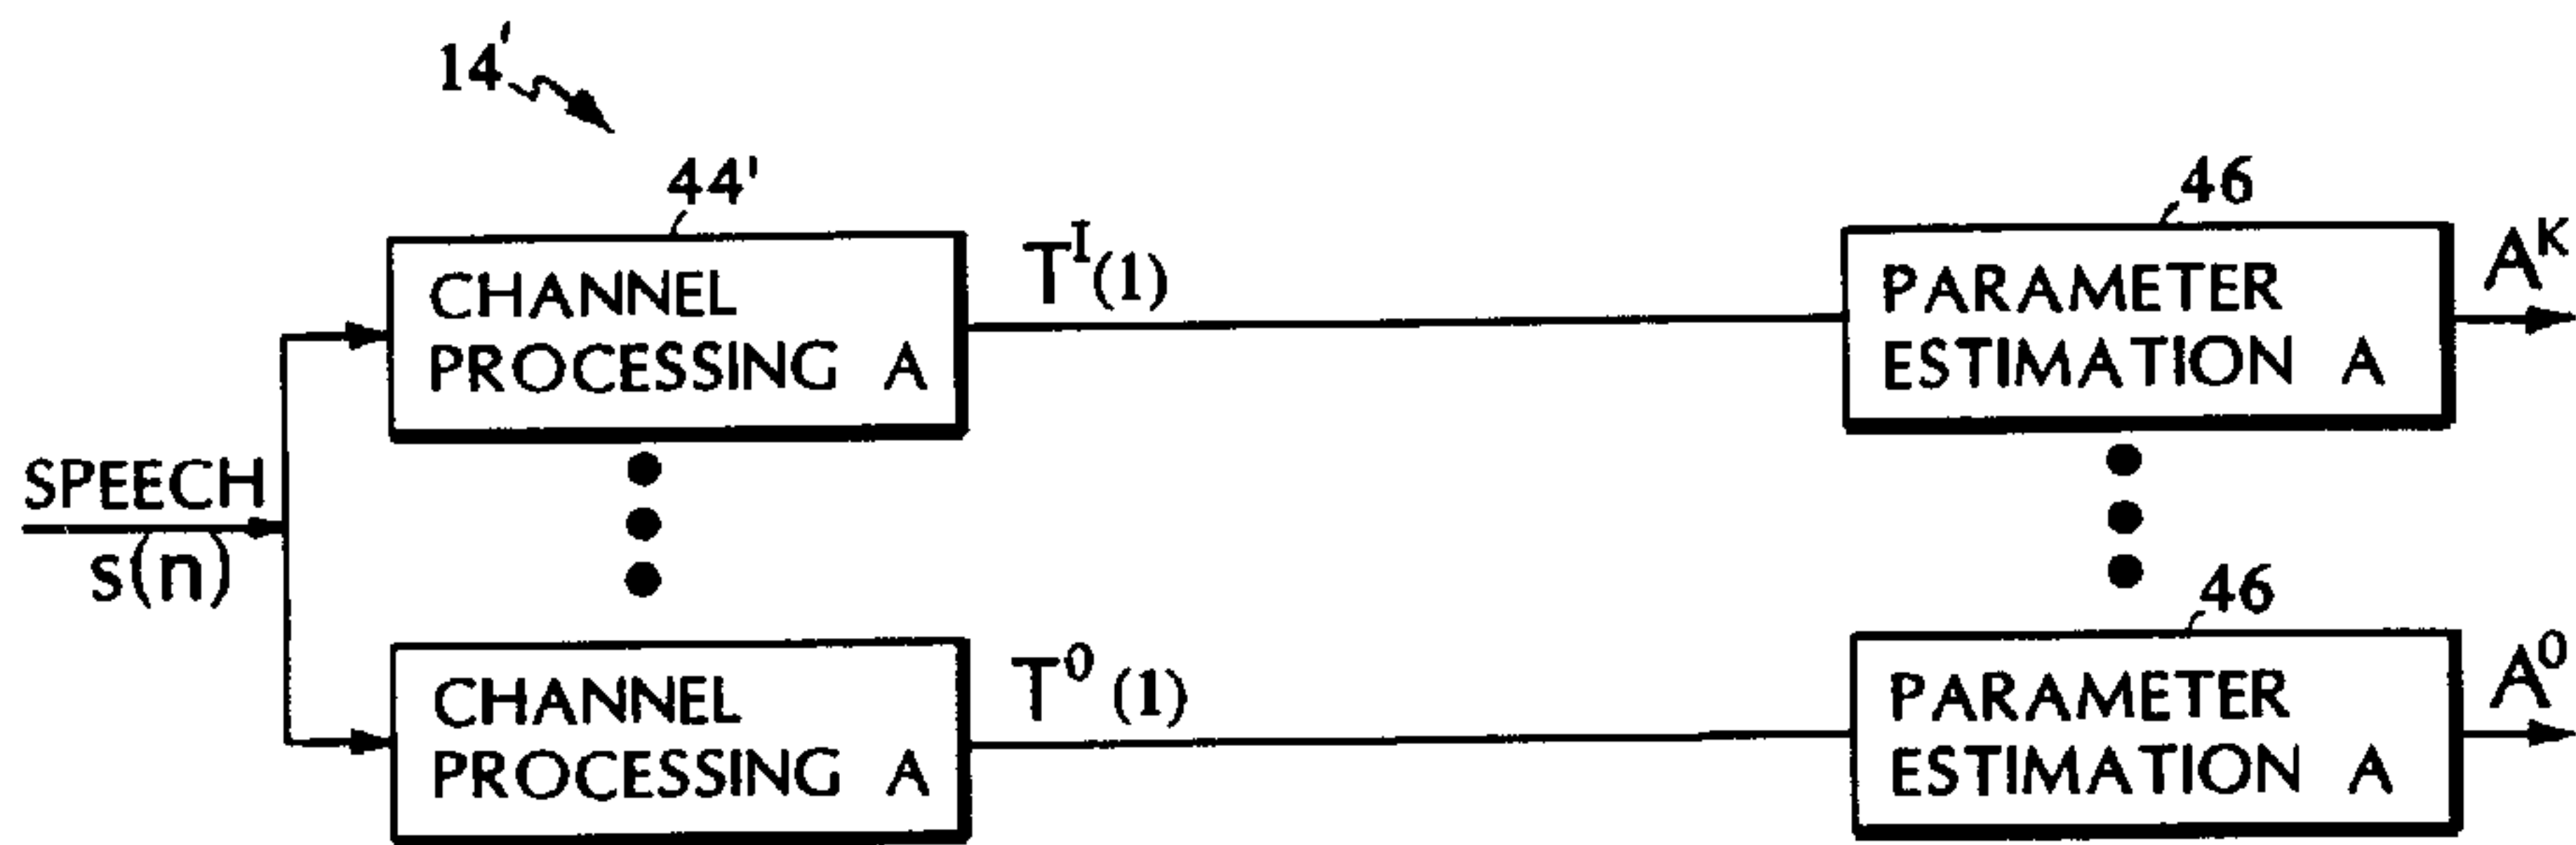 14'
44'
46
CHANNEL
PROCESSING A
T^I(1)
PARAMETER
ESTIMATION A
A^K
SPEECH
s(n)
46
CHANNEL
PROCESSING A
T^0 (1)
PARAMETER
ESTIMATION A
A^0